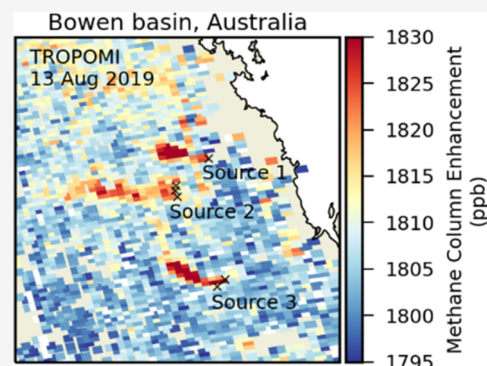 Bowen basin, Australia
TROPOMI
13 Aug 2019
Source 1
Source 2
Source 3
1830
1825
1820
1815
1810
1805
1800
1795
Methane Column Enhancement
(ppb)